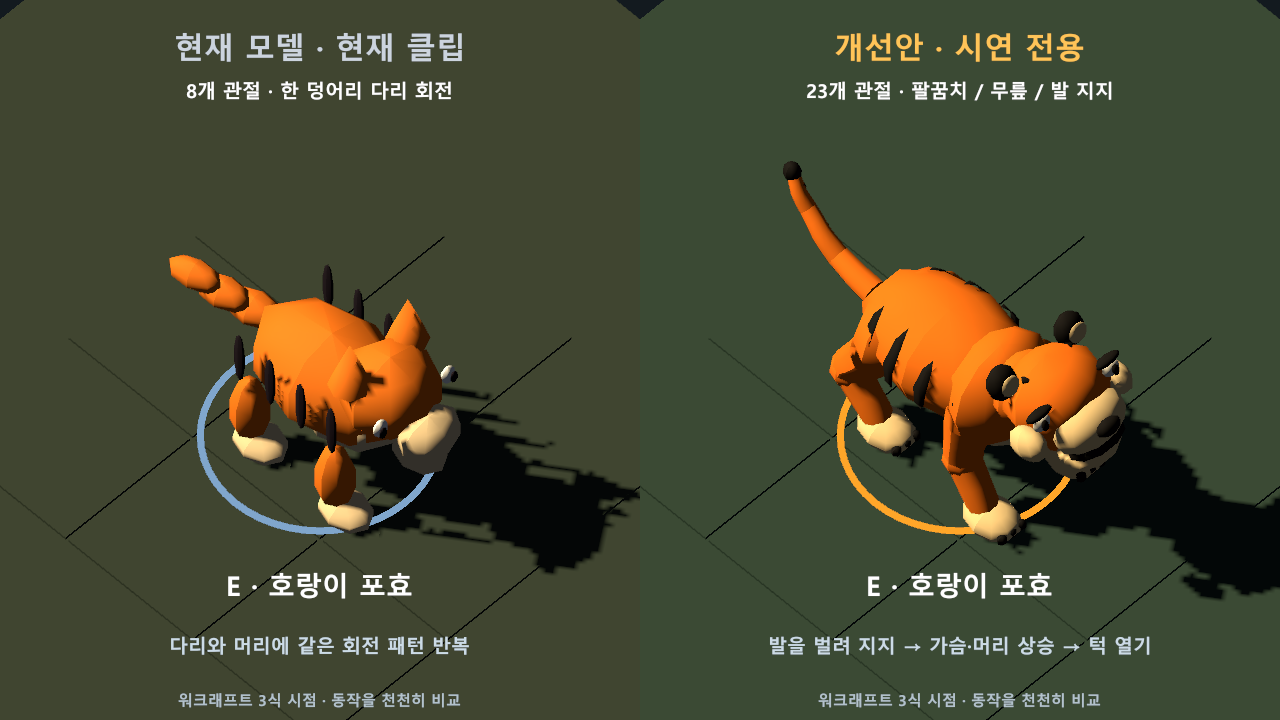 현재 모델 · 현재 클립
8개 관절 · 한 덩어리 다리 회전
E · 호랑이 포효
다리와 머리에 같은 회전 패턴 반복
워크래프트 3식 시점 · 동작을 천천히 비교
개선안 · 시연 전용
23개 관절 · 팔꿈치 / 무릎 / 발 지지
E · 호랑이 포효
발을 벌려 지지 → 가슴·머리 상승 → 턱 열기
워크래프트 3식 시점 · 동작을 천천히 비교